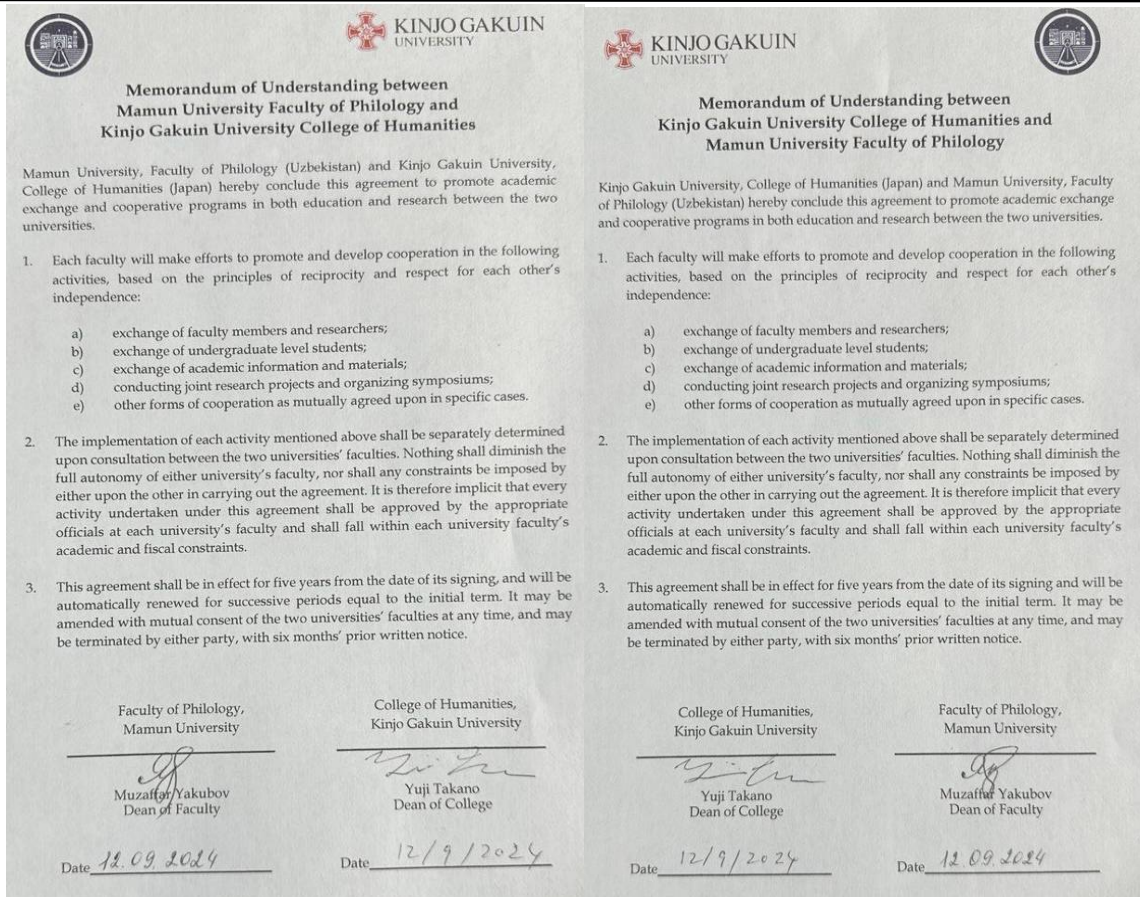 KINJO GAKUIN
UNIVERSITY
Memorandum of Understanding between
Mamun University Faculty of Philology and
Kinjo Gakuin University College of Humanities
Mamun University, Faculty of Philology (Uzbekistan) and Kinjo Gakuin University,
College of Humanities (Japan) hereby conclude this agreement to promote academic
exchange and cooperative programs in both education and research between the two
universities.
1. Each faculty will make efforts to promote and develop cooperation in the following
activities, based on the principles of reciprocity and respect for each other's
independence:
a) exchange of faculty members and researchers;
b) exchange of undergraduate level students;
c) exchange of academic information and materials;
d) conducting joint research projects and organizing symposiums;
e) other forms of cooperation as mutually agreed upon in specific cases.
2. The implementation of each activity mentioned above shall be separately determined
upon consultation between the two universities' faculties. Nothing shall diminish the
full autonomy of either university's faculty, nor shall any constraints be imposed by
either upon the other in carrying out the agreement. It is therefore implicit that every
activity undertaken under this agreement shall be approved by the appropriate
officials at each university's faculty and shall fall within each university faculty's
academic and fiscal constraints.
3. This agreement shall be in effect for five years from the date of its signing, and will be
automatically renewed for successive periods equal to the initial term. It may be
amended with mutual consent of the two universities' faculties at any time, and may
be terminated by either party, with six months' prior written notice.
Faculty of Philology,
Mamun University
Muzaffar Yakubov
Dean of Faculty
Date 12.09.2024
College of Humanities,
Kinjo Gakuin University
Yuji Takano
Dean of College
Date 12/9/2024
KINJO GAKUIN
UNIVERSITY
Memorandum of Understanding between
Kinjo Gakuin University College of Humanities and
Mamun University Faculty of Philology
Kinjo Gakuin University, College of Humanities (Japan) and Mamun University, Faculty
of Philology (Uzbekistan) hereby conclude this agreement to promote academic exchange
and cooperative programs in both education and research between the two universities.
1. Each faculty will make efforts to promote and develop cooperation in the following
activities, based on the principles of reciprocity and respect for each other's
independence:
a) exchange of faculty members and researchers;
b) exchange of undergraduate level students;
c) exchange of academic information and materials;
d) conducting joint research projects and organizing symposiums;
e) other forms of cooperation as mutually agreed upon in specific cases.
2. The implementation of each activity mentioned above shall be separately determined
upon consultation between the two universities' faculties. Nothing shall diminish the
full autonomy of either university's faculty, nor shall any constraints be imposed by
either upon the other in carrying out the agreement. It is therefore implicit that every
activity undertaken under this agreement shall be approved by the appropriate
officials at each university's faculty and shall fall within each university faculty's
academic and fiscal constraints.
3. This agreement shall be in effect for five years from the date of its signing and will be
automatically renewed for successive periods equal to the initial term. It may be
amended with mutual consent of the two universities' faculties at any time, and may
be terminated by either party, with six months' prior written notice.
College of Humanities,
Kinjo Gakuin University
Yuji Takano
Dean of College
Date 12/9/2024
Faculty of Philology,
Mamun University
Muzaffar Yakubov
Dean of Faculty
Date 12.09.2024